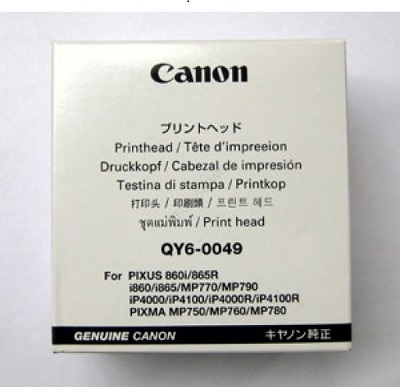 Canon
プリントヘッド
Printhead / Tête d'impreeion
Druckkopf / Cabezal de impresión
Testina di stampa / Printkop
打印头 / 印刷頭 / 프린트 헤드
ชุดแม่พิมพ์ / Print head
QY6-0049
For PIXUS 860i/865R
i860/i865/MP770/MP790
iP4000/iP4100/iP4000R/iP4100R
PIXMA MP750/MP760/MP780
GENUINE CANON キヤノン純正